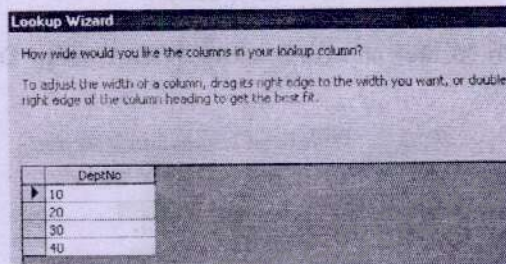 Lookup Wizard
How wide would you like the columns in your lookup column?
To adjust the width of a column, drag its right edge to the width you want, or double
right edge of the column heading to get the best fit.
DeptNo
10
20
30
40